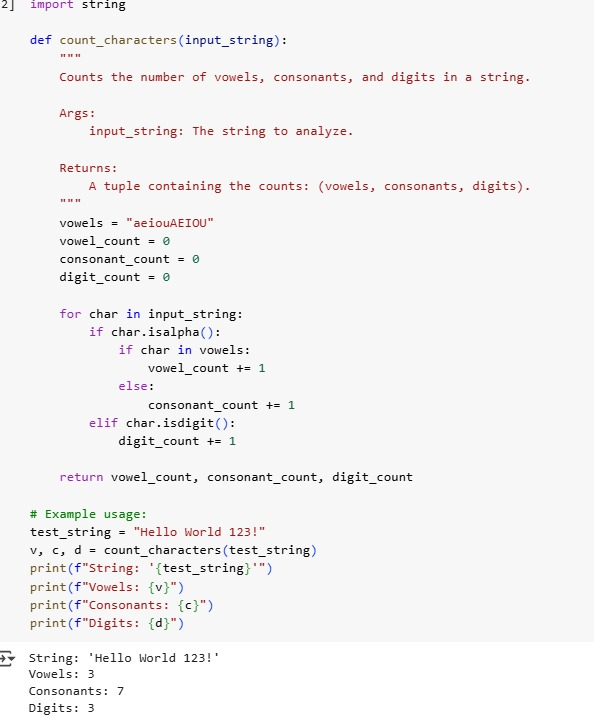 2] import string
def count_characters(input_string):
"""
Counts the number of vowels, consonants, and digits in a string.
Args:
input_string: The string to analyze.
Returns:
A tuple containing the counts: (vowels, consonants, digits).
"""
vowels = "aeiouAEIOU"
vowel_count = 0
consonant_count = 0
digit_count = 0
for char in input_string:
if char.isalpha():
if char in vowels:
vowel_count += 1
else:
consonant_count += 1
elif char.isdigit():
digit_count += 1
return vowel_count, consonant_count, digit_count
# Example usage:
test_string = "Hello World 123!"
v, c, d = count_characters(test_string)
print(f"String: '{test_string}'")
print(f"Vowels: {v}")
print(f"Consonants: {c}")
print(f"Digits: {d}")
String: 'Hello World 123!'
Vowels: 3
Consonants: 7
Digits: 3